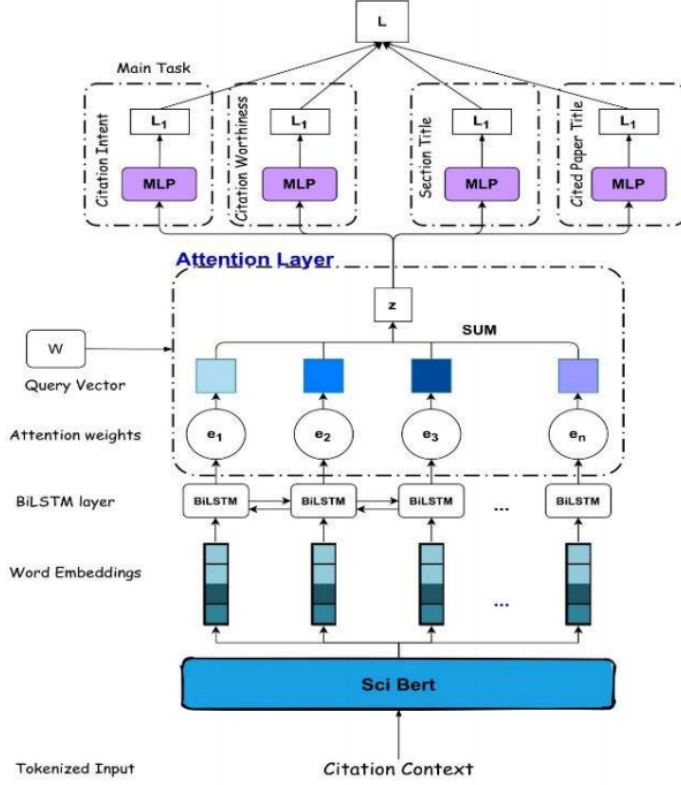 L
Main Task
Citation Intent
L1
MLP
Citation Worthiness
L1
MLP
Section Title
L1
MLP
Cited Paper Title
L1
MLP
Attention Layer
z
SUM
W
Query Vector
Attention weights
e1
e2
e3
en
BiLSTM layer
BiLSTM
BiLSTM
BiLSTM
...
BiLSTM
Word Embeddings
...
Sci Bert
Tokenized Input
Citation Context